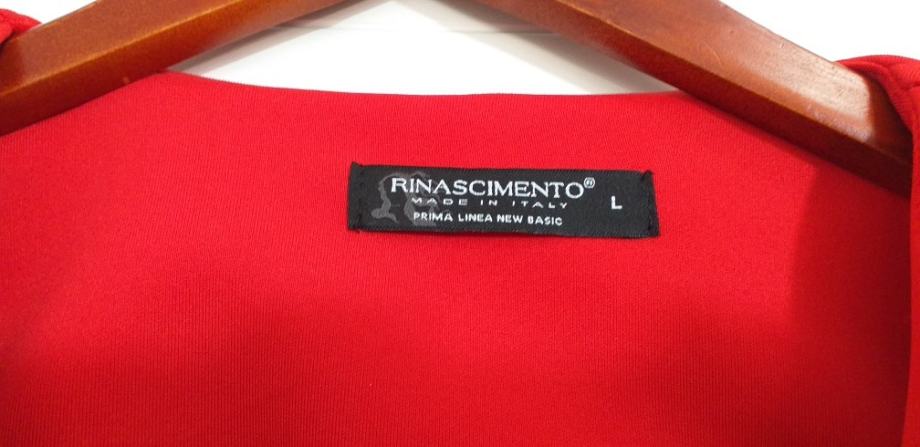 RINASCIMENTO®
MADE IN ITALY
PRIMA LINEA NEW BASIC
L